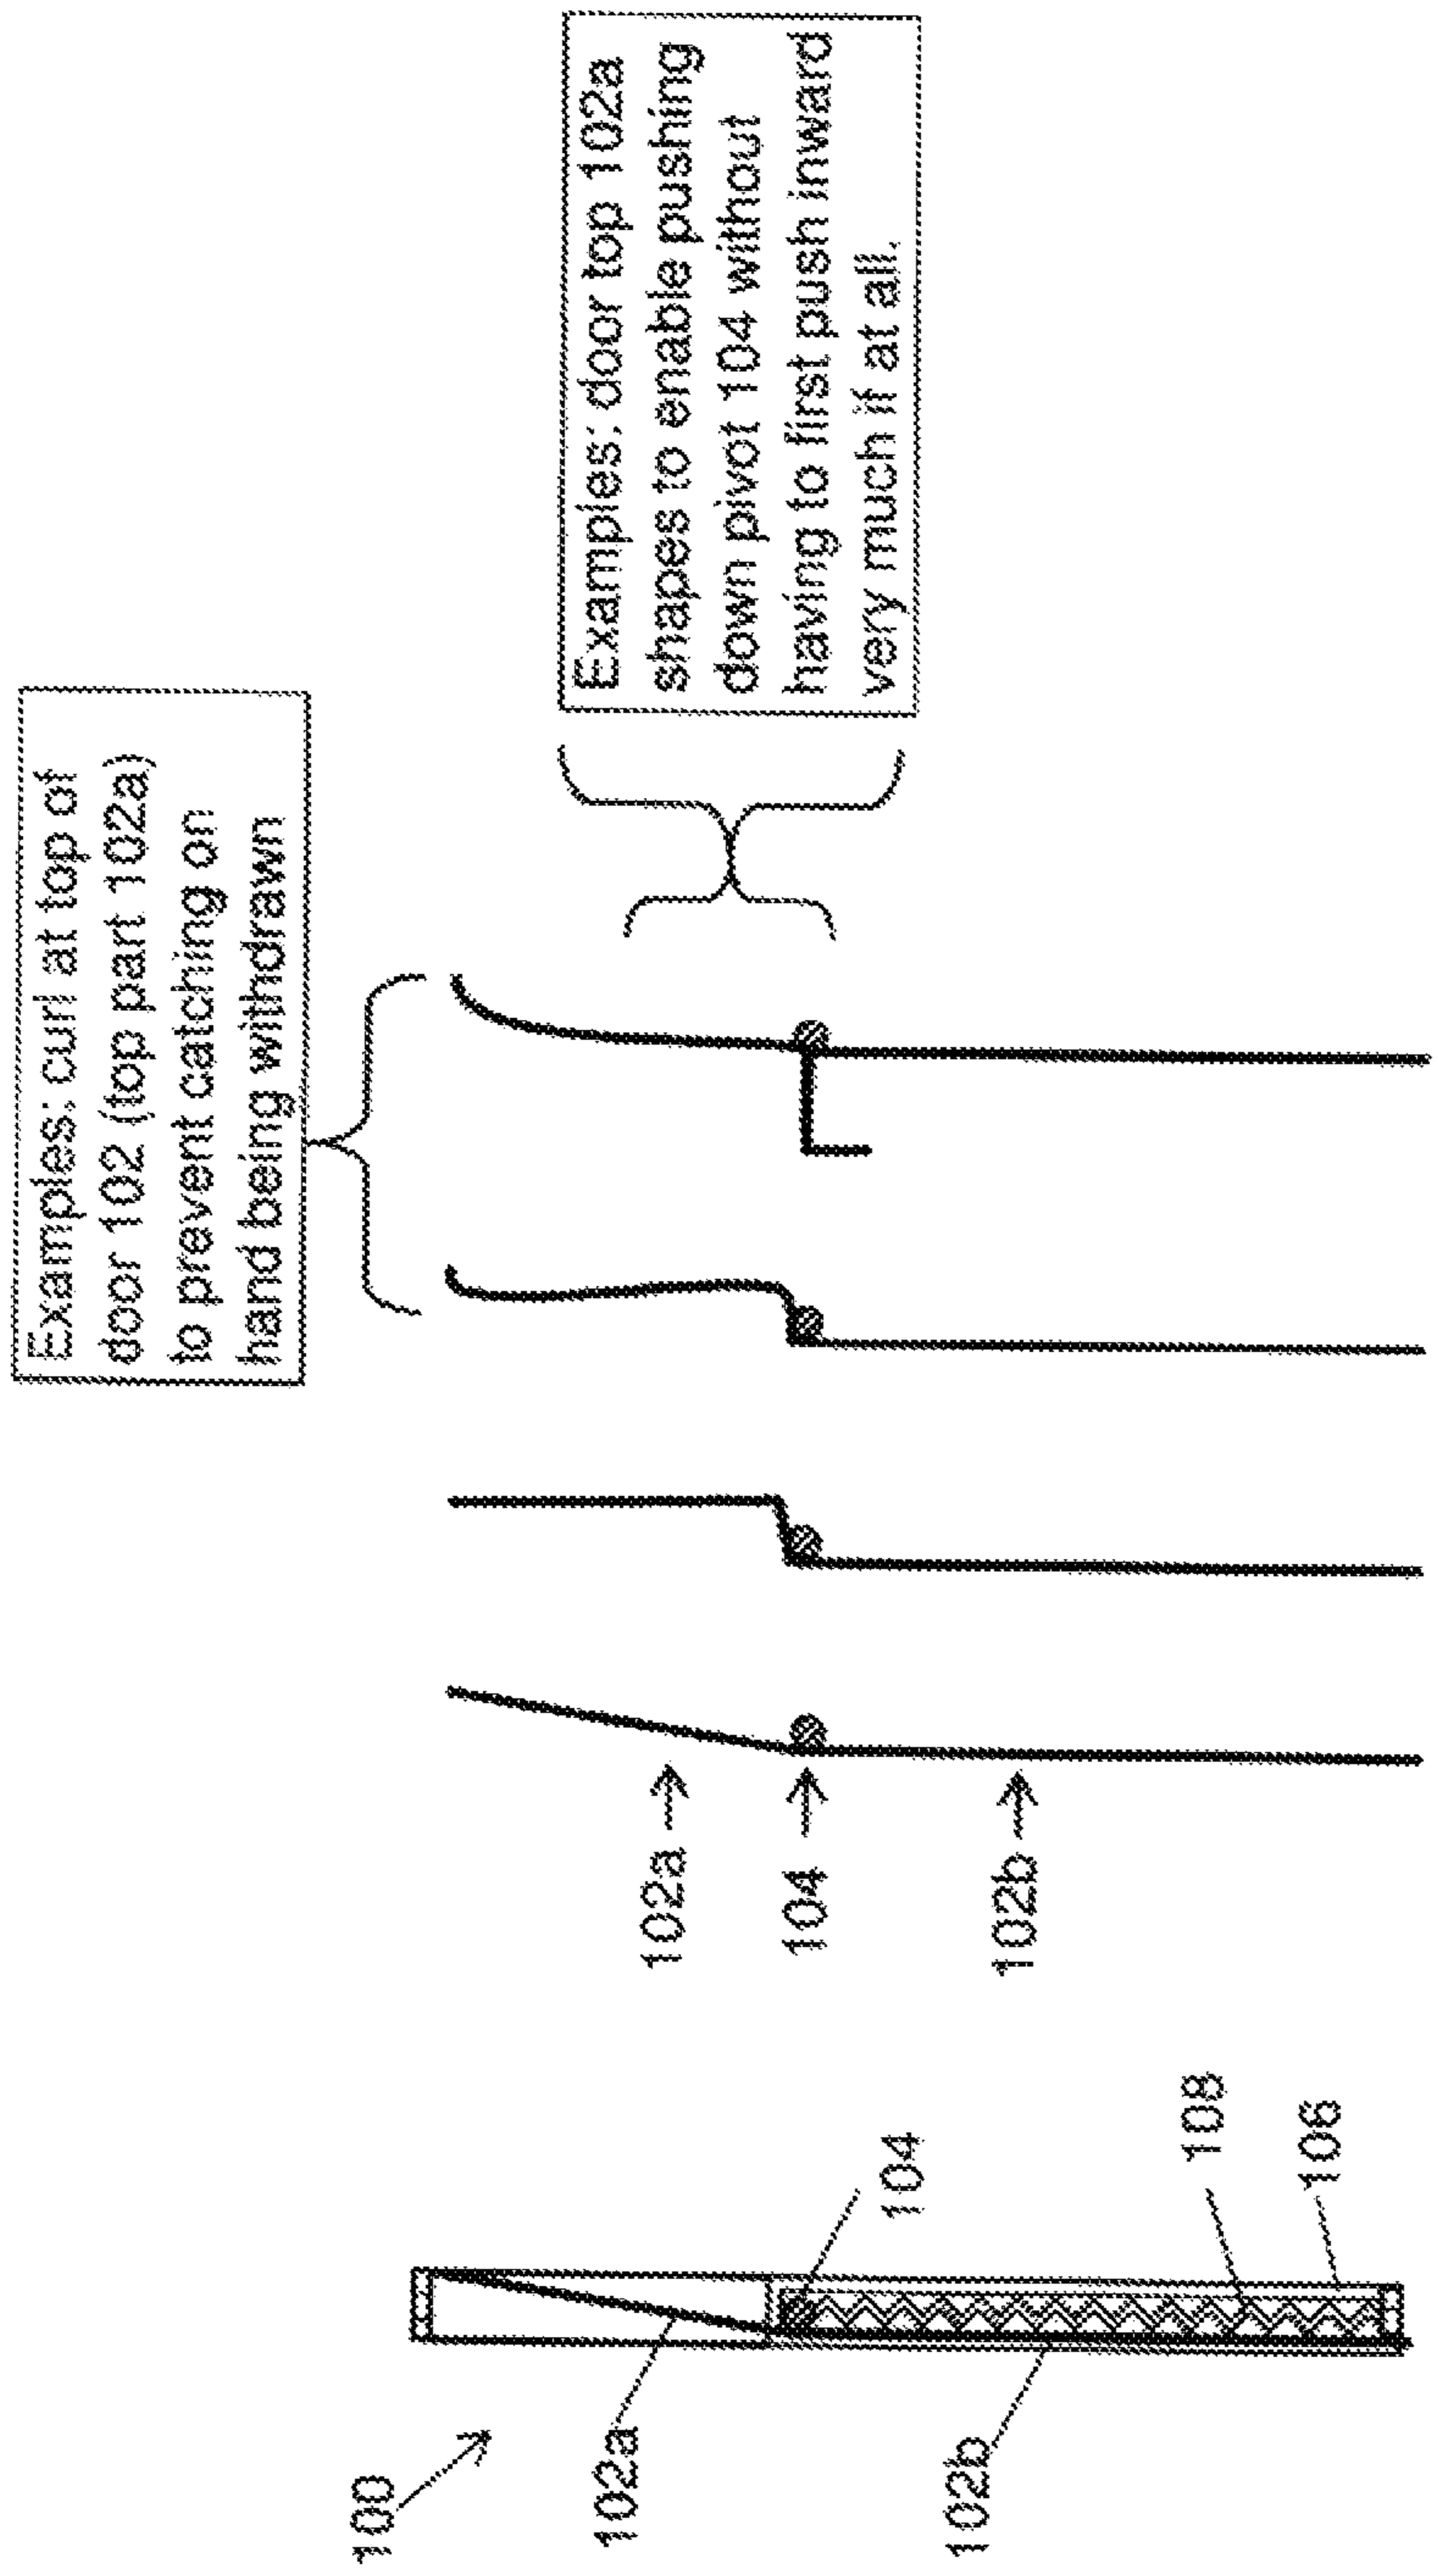 Examples: curl at top of
door 102 (top part 102a)
to prevent catching on
hand being withdrawn
Examples: door top 102a
shapes to enable pushing
down pivot 104 without
having to first push inward
very much if at all.
100
102a
102b
104
108
106
102a
104
102b